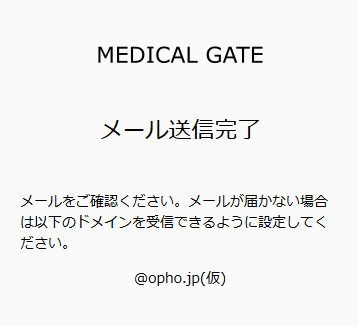 MEDICAL GATE
メール送信完了
メールをご確認ください。メールが届かない場合
は以下のドメインを受信できるように設定してく
ださい。
@opho.jp(仮)